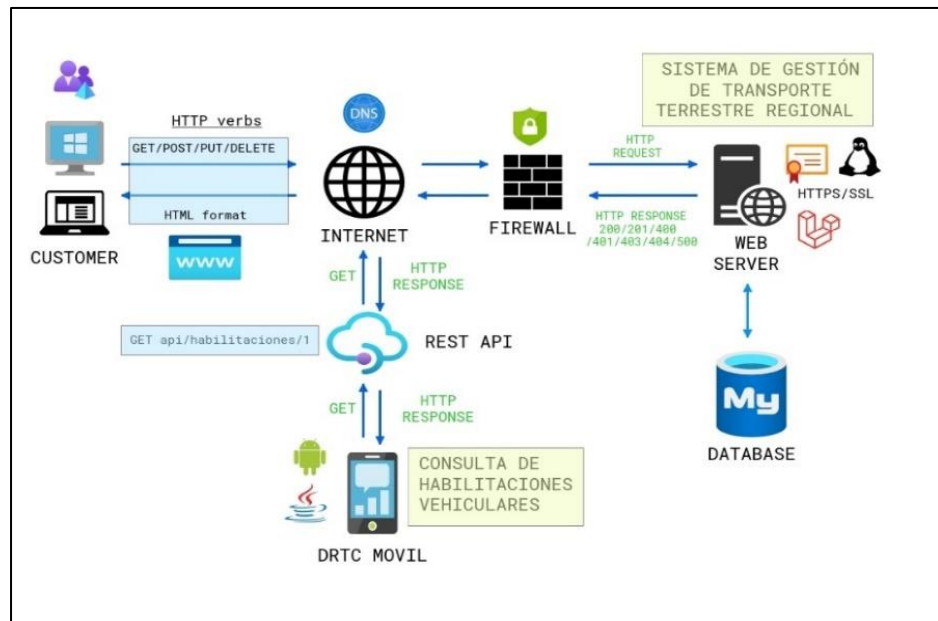 SISTEMA DE GESTIÓN
DE TRANSPORTE
TERRESTRE REGIONAL
DNS
HTTP verbs
GET/POST/PUT/DELETE
HTML format
www
CUSTOMER
INTERNET
FIREWALL
HTTP
REQUEST
HTTP RESPONSE
200/201/400
/401/403/404/500
HTTPS/SSL
WEB
SERVER
GET
HTTP
RESPONSE
GET api/habilitaciones/1
REST API
GET
HTTP
RESPONSE
My
DATABASE
CONSULTA DE
HABILITACIONES
VEHICULARES
DRTC MOVIL